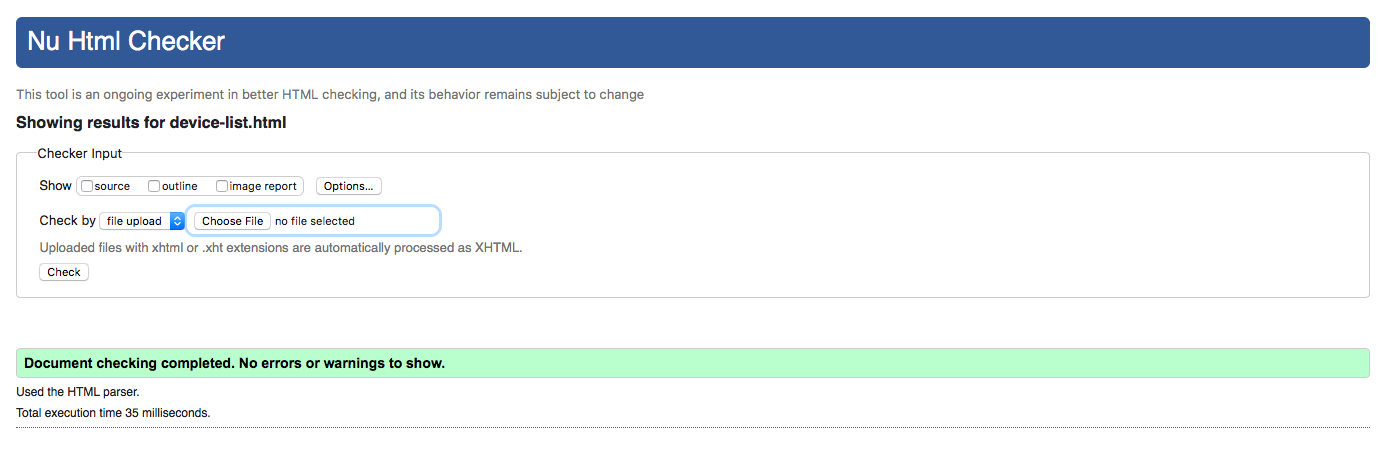 Nu Html Checker
This tool is an ongoing experiment in better HTML checking, and its behavior remains subject to change
Showing results for device-list.html
Checker Input
Show source outline image report Options...
Check by file upload Choose File no file selected
Uploaded files with xhtml or .xht extensions are automatically processed as XHTML.
Check
Document checking completed. No errors or warnings to show.
Used the HTML parser.
Total execution time 35 milliseconds.